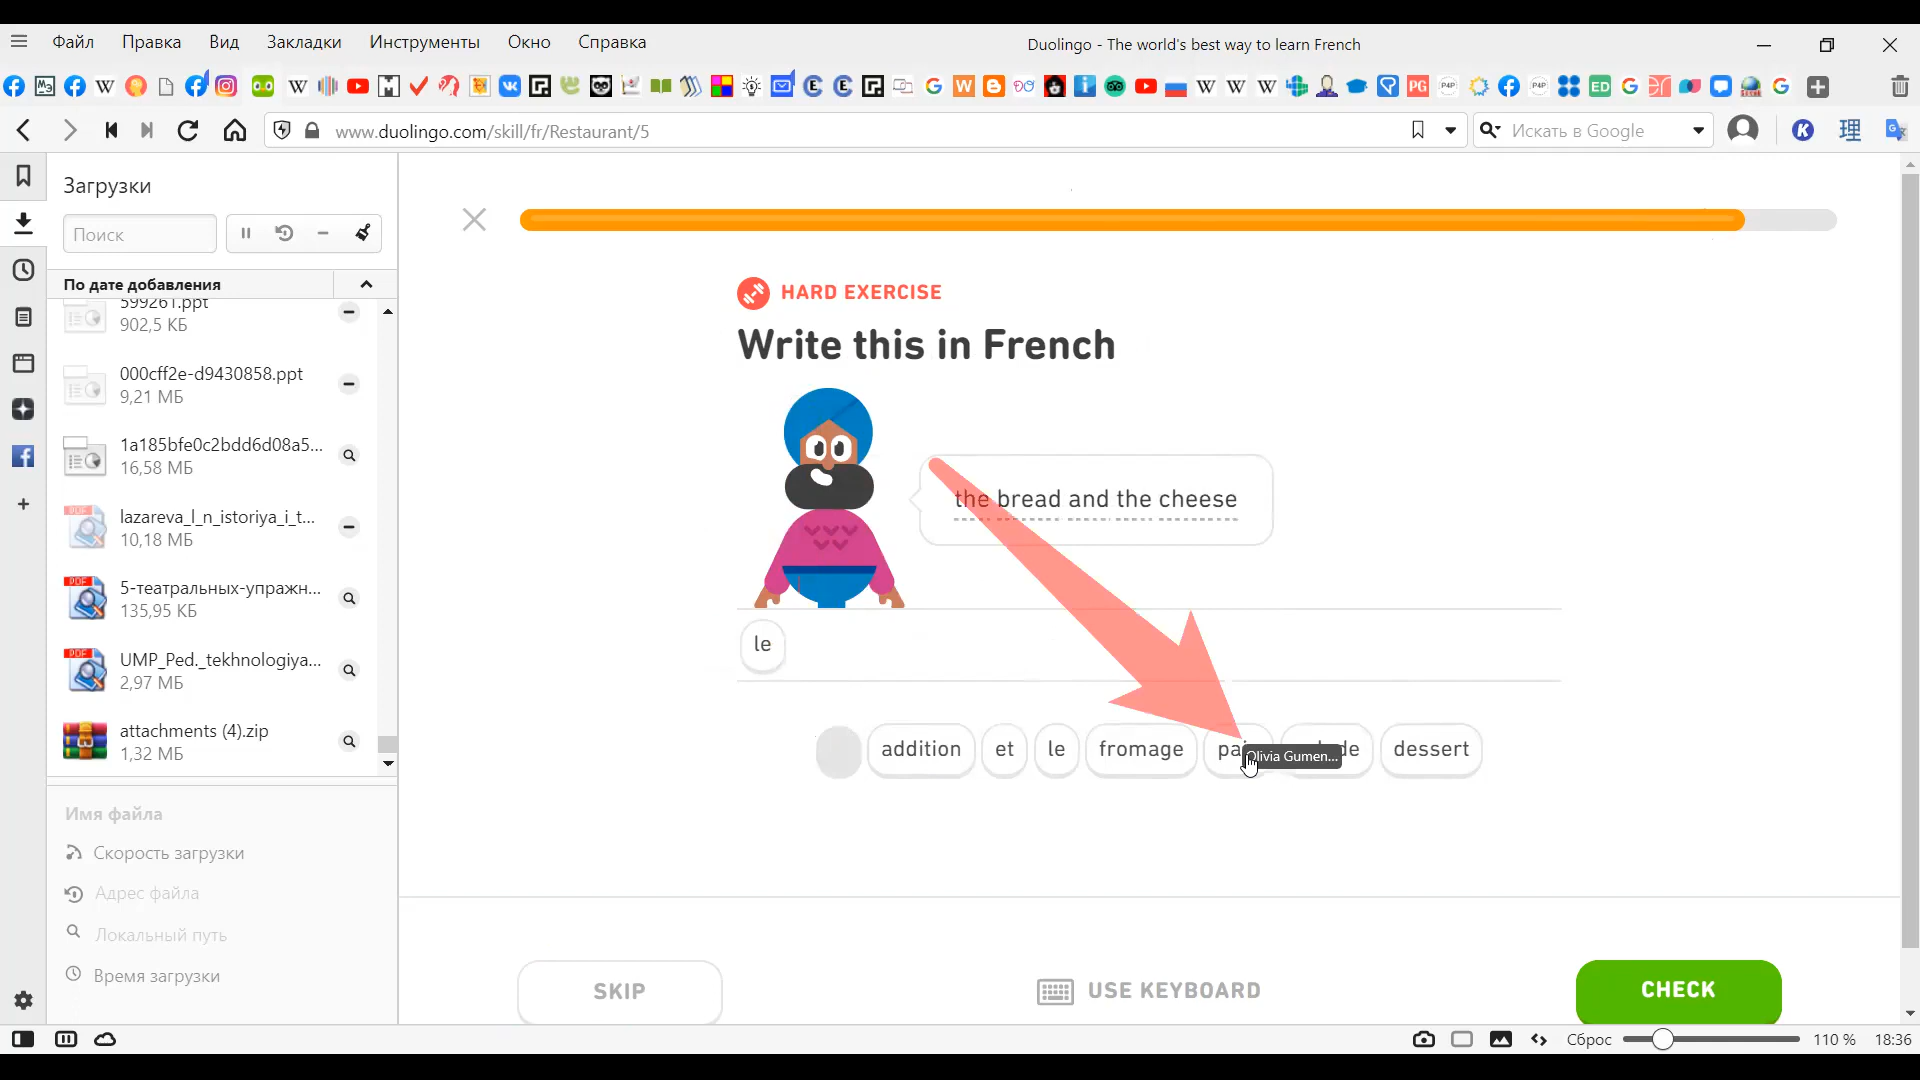 Файл Правка Вид Закладки Инструменты Окно Справка
Duolingo - The world's best way to learn French
www.duolingo.com/skill/fr/Restaurant/5
Искать в Google
Загрузки
Поиск
По дате добавления
599261.ppt
902,5 КБ
000cff2e-d9430858.ppt
9,21 МБ
1a185bfe0c2bdd6d08a5...
16,58 МБ
lazareva_l_n_istoriya_i_t...
10,18 МБ
5-театральных-упражн...
135,95 КБ
UMP_Ped._tekhnologiya...
2,97 МБ
attachments (4).zip
1,32 МБ
Имя файла
Скорость загрузки
Адрес файла
Локальный путь
Время загрузки
HARD EXERCISE
Write this in French
the bread and the cheese
le
addition et le fromage dessert
Olivia Gumen...
SKIP
USE KEYBOARD
CHECK
Сброс 110 % 18:36